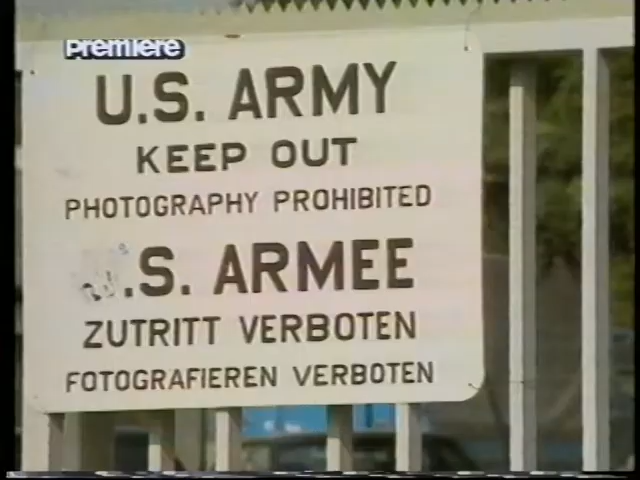 Premiere
U.S. ARMY
KEEP OUT
PHOTOGRAPHY PROHIBITED
.S. ARMEE
ZUTRITT VERBOTEN
FOTOGRAFIEREN VERBOTEN